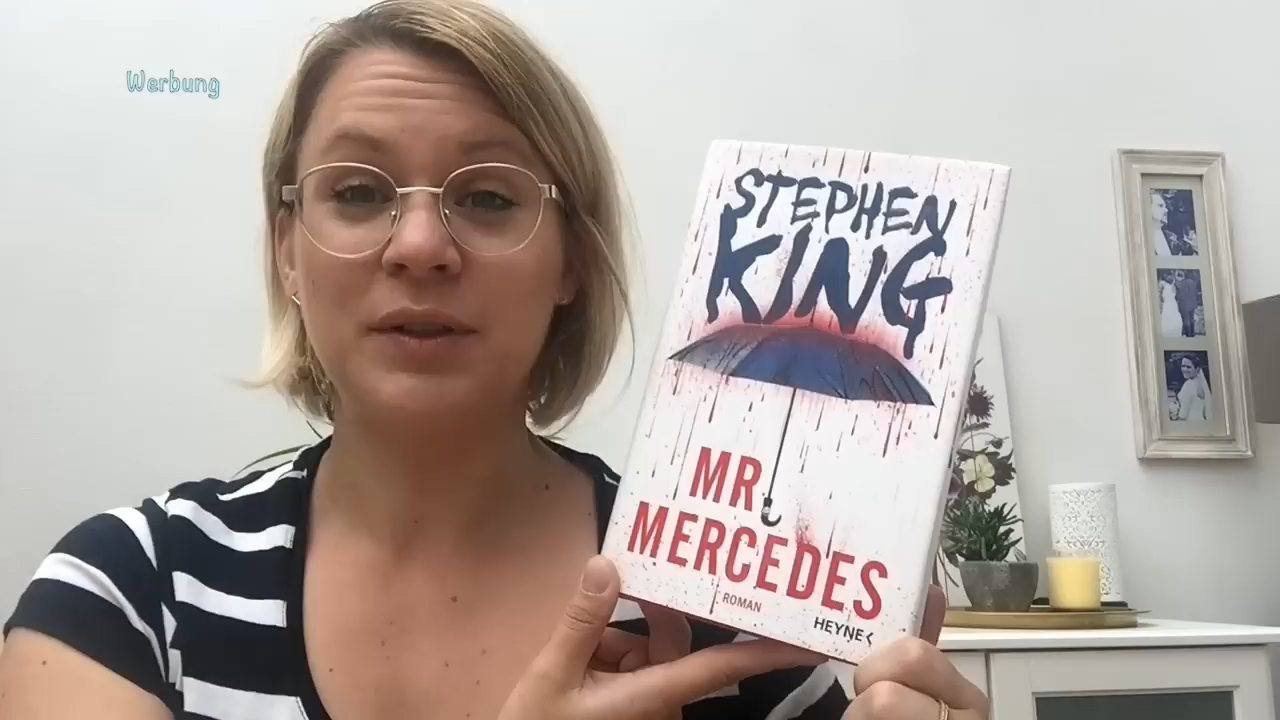 Werbung
STEPHEN
KING
MR.
MERCEDES
ROMAN
HEYNE<